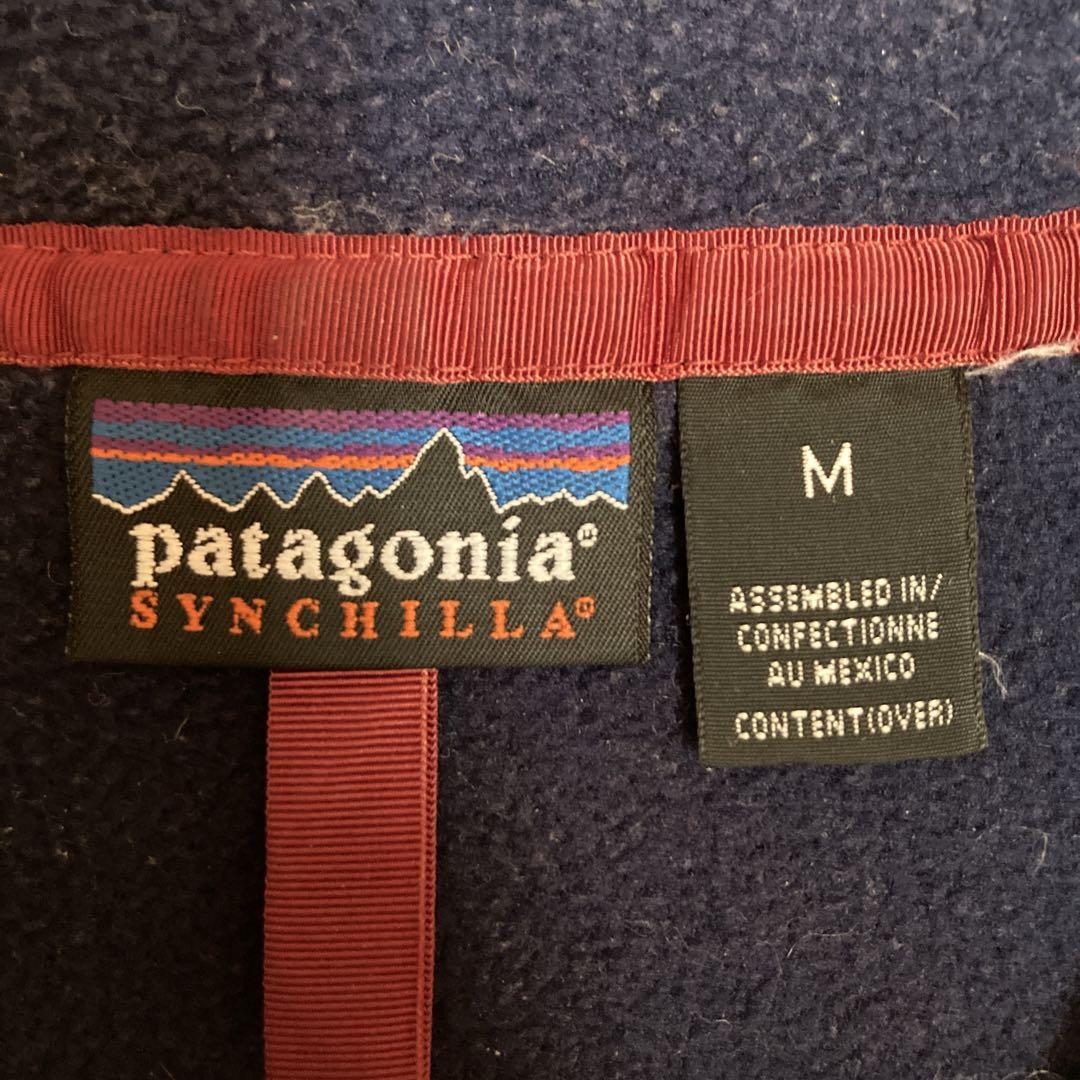 patagonia®
SYNCHILLA®
M
ASSEMBLED IN/
CONFECTIONNE
AU MEXICO
CONTENT(OVER)